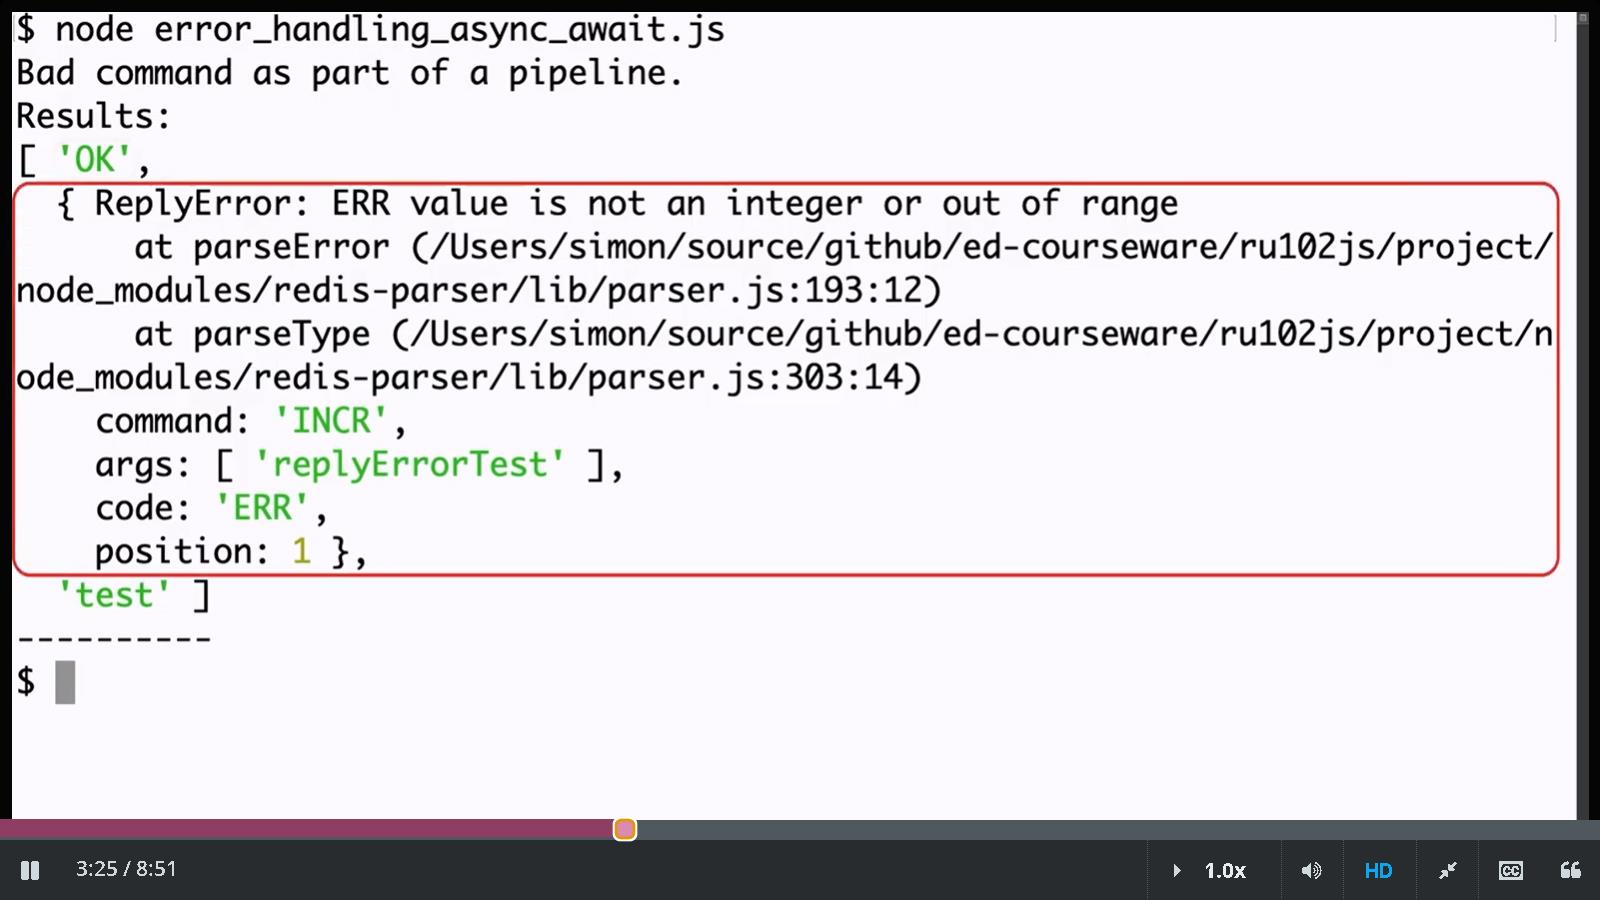 $ node error_handling_async_await.js
Bad command as part of a pipeline.
Results:
[ 'OK',
{ ReplyError: ERR value is not an integer or out of range
at parseError (/Users/simon/source/github/ed-courseware/ru102js/project/
node_modules/redis-parser/lib/parser.js:193:12)
at parseType (/Users/simon/source/github/ed-courseware/ru102js/project/n
ode_modules/redis-parser/lib/parser.js:303:14)
command: 'INCR',
args: [ 'replyErrorTest' ],
code: 'ERR',
position: 1 },
'test' ]
----------
$
3:25 / 8:51
1.0x
HD
CC